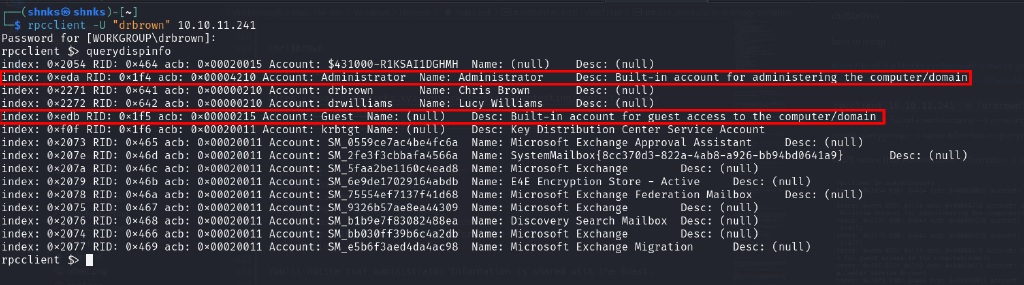 ┌──(shnks㉿shnks)-[~]
└─$ rpcclient -U "drbrown" 10.10.11.241
Password for [WORKGROUP\drbrown]:
rpcclient $> querydispinfo
index: 0×2054 RID: 0×464 acb: 0×00020015 Account: $431000-R1KSAI1DGHMH Name: (null) Desc: (null)
index: 0×eda RID: 0×1f4 acb: 0×00004210 Account: Administrator Name: Administrator Desc: Built-in account for administering the computer/domain
index: 0×2271 RID: 0×641 acb: 0×00000210 Account: drbrown Name: Chris Brown Desc: (null)
index: 0×2272 RID: 0×642 acb: 0×00000210 Account: drwilliams Name: Lucy Williams Desc: (null)
index: 0×edb RID: 0×1f5 acb: 0×00000215 Account: Guest Name: (null) Desc: Built-in account for guest access to the computer/domain
index: 0×f0f RID: 0×1f6 acb: 0×00020011 Account: krbtgt Name: (null) Desc: Key Distribution Center Service Account
index: 0×2073 RID: 0×465 acb: 0×00020011 Account: SM_0559ce7ac4be4fc6a Name: Microsoft Exchange Approval Assistant Desc: (null)
index: 0×207e RID: 0×46d acb: 0×00020011 Account: SM_2fe3f3cbbafa4566a Name: SystemMailbox{8cc370d3-822a-4ab8-a926-bb94bd0641a9} Desc: (null)
index: 0×207a RID: 0×46c acb: 0×00020011 Account: SM_5faa2be1160c4ead8 Name: Microsoft Exchange Desc: (null)
index: 0×2079 RID: 0×46b acb: 0×00020011 Account: SM_6e9de17029164abdb Name: E4E Encryption Store - Active Desc: (null)
index: 0×2078 RID: 0×46a acb: 0×00020011 Account: SM_75554ef7137f41d68 Name: Microsoft Exchange Federation Mailbox Desc: (null)
index: 0×2075 RID: 0×467 acb: 0×00020011 Account: SM_9326b57ae8ea44309 Name: Microsoft Exchange Desc: (null)
index: 0×2076 RID: 0×468 acb: 0×00020011 Account: SM_b1b9e7f83082488ea Name: Discovery Search Mailbox Desc: (null)
index: 0×2074 RID: 0×466 acb: 0×00020011 Account: SM_bb030ff39b6c4a2db Name: Microsoft Exchange Desc: (null)
index: 0×2077 RID: 0×469 acb: 0×00020011 Account: SM_e5b6f3aed4da4ac98 Name: Microsoft Exchange Migration Desc: (null)
rpcclient $>